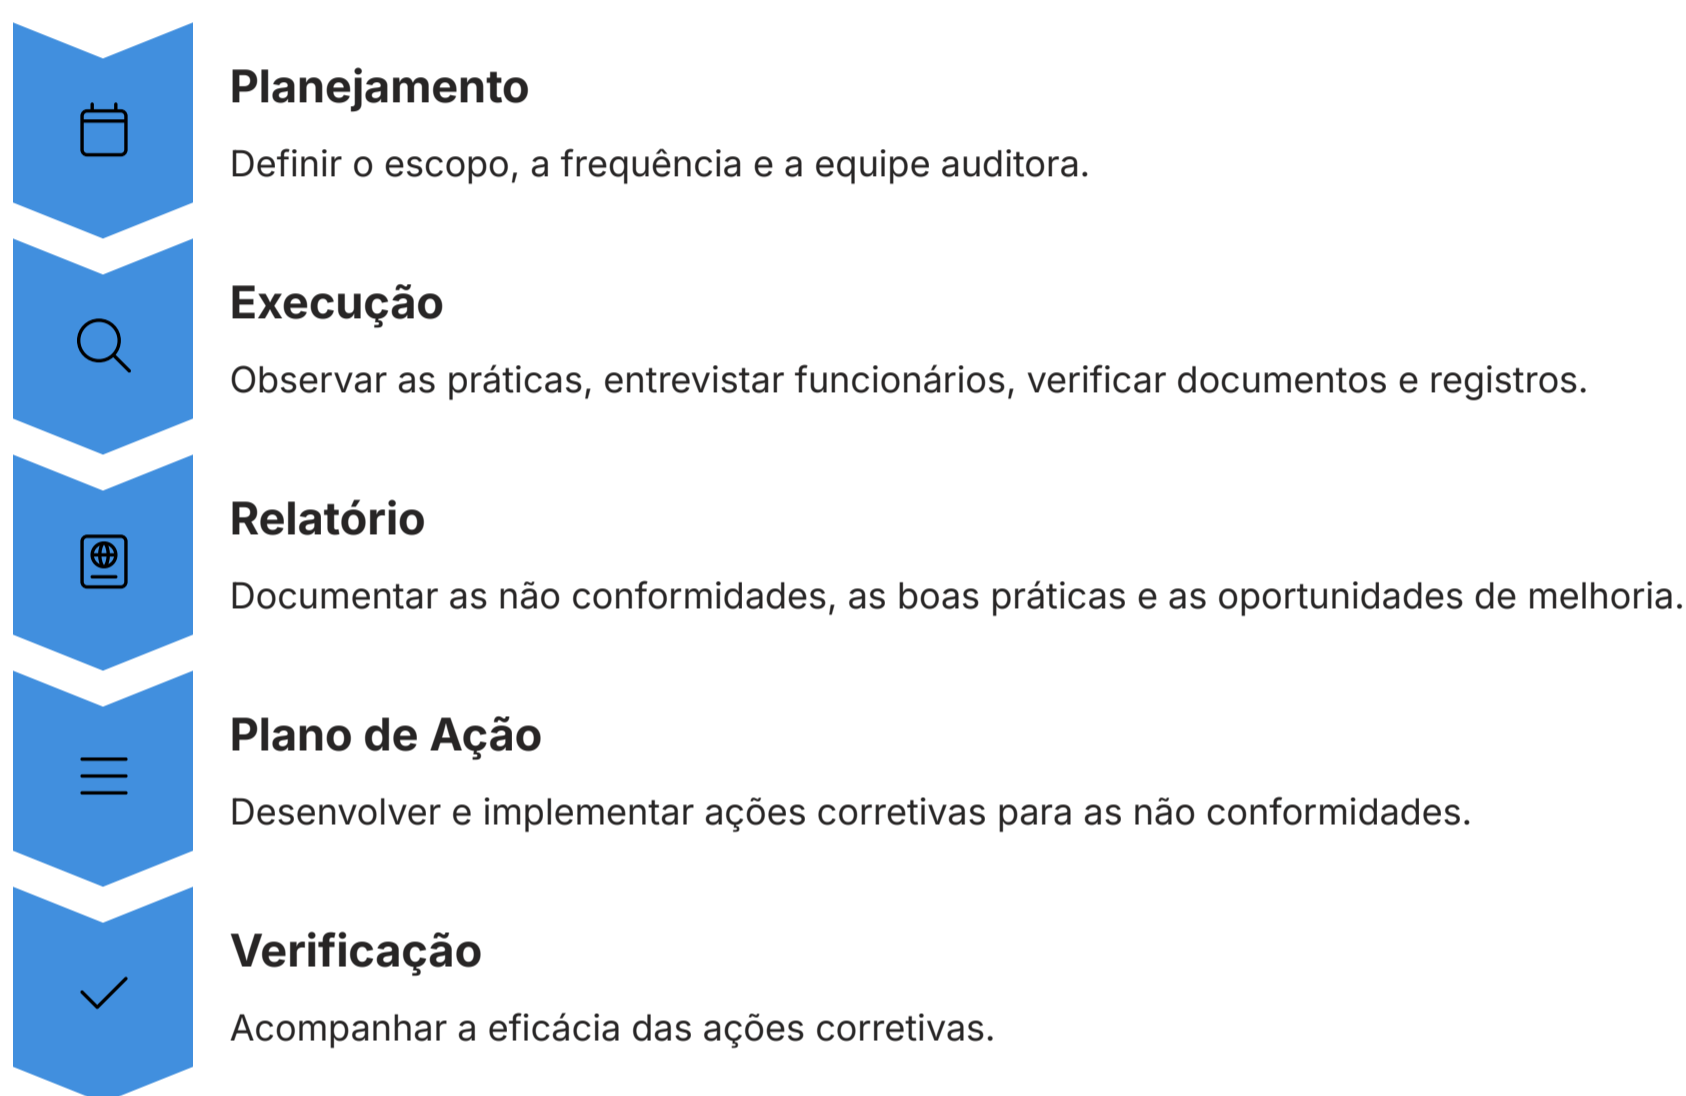 Planejamento
Definir o escopo, a frequência e a equipe auditora.
Execução
Observar as práticas, entrevistar funcionários, verificar documentos e registros.
Relatório
Documentar as não conformidades, as boas práticas e as oportunidades de melhoria.
Plano de Ação
Desenvolver e implementar ações corretivas para as não conformidades.
Verificação
Acompanhar a eficácia das ações corretivas.